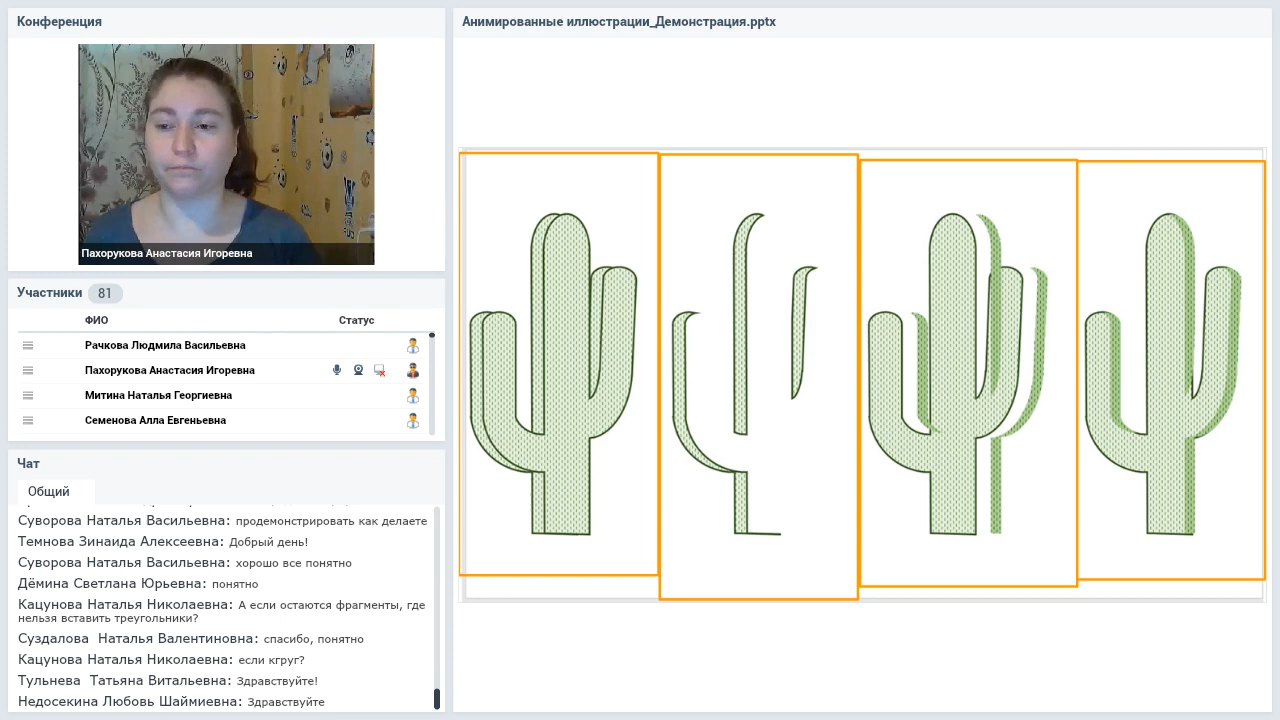 Конференция
Пахорукова Анастасия Игоревна
Участники 81
ФИО Статус
Рачкова Людмила Васильевна
Пахорукова Анастасия Игоревна
Митина Наталья Георгиевна
Семенова Алла Евгеньевна
Чат
Общий
Суворова Наталья Васильевна: продемонстрировать как делаете
Темнова Зинаида Алексеевна: Добрый день!
Суворова Наталья Васильевна: хорошо все понятно
Дёмина Светлана Юрьевна: понятно
Кацунова Наталья Николаевна: А если остаются фрагменты, где
нельзя вставить треугольники?
Суздалова  Наталья Валентиновна: спасибо, понятно
Кацунова Наталья Николаевна: если кгруг?
Тульнева  Татьяна Витальевна: Здравствуйте!
Недосекина Любовь Шаймиевна: Здравствуйте
Анимированные иллюстрации_Демонстрация.pptx